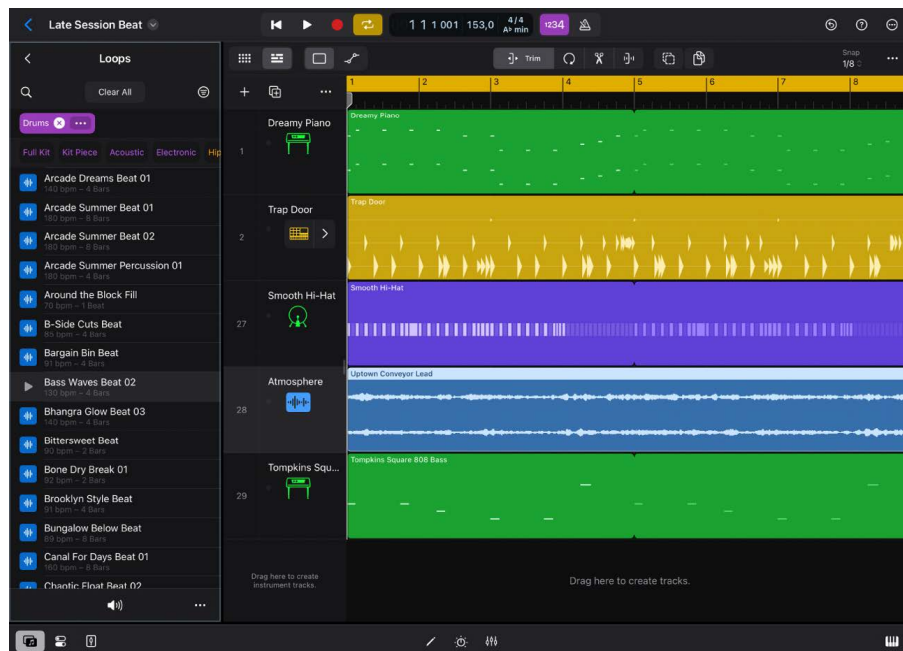 Late Session Beat
1 1 1 001 153,0 4/4 A♭ min
1234
Loops
Trim
Snap
1/8
Clear All
Drums
Full Kit Kit Piece Acoustic Electronic Hip
Arcade Dreams Beat 01
140 bpm – 4 Bars
Arcade Summer Beat 01
180 bpm – 8 Bars
Arcade Summer Beat 02
180 bpm – 8 Bars
Arcade Summer Percussion 01
180 bpm – 4 Bars
Around the Block Fill
70 bpm – 1 Beat
B-Side Cuts Beat
85 bpm – 4 Bars
Bargain Bin Beat
91 bpm – 4 Bars
Bass Waves Beat 02
130 bpm – 4 Bars
Bhangra Glow Beat 03
140 bpm – 4 Bars
Bittersweet Beat
90 bpm – 2 Bars
Bone Dry Break 01
92 bpm – 2 Bars
Brooklyn Style Beat
91 bpm – 4 Bars
Bungalow Below Beat
89 bpm – 8 Bars
Canal For Days Beat 01
160 bpm – 8 Bars
Chaotic Float Beat 02
1 2 3 4 5 6 7 8
1
Dreamy Piano
Dreamy Piano
2
Trap Door
Trap Door
27
Smooth Hi-Hat
Smooth Hi-Hat
28
Atmosphere
Uptown Conveyor Lead
29
Tompkins Squ...
Tompkins Square 808 Bass
Drag here to create
instrument tracks.
Drag here to create tracks.